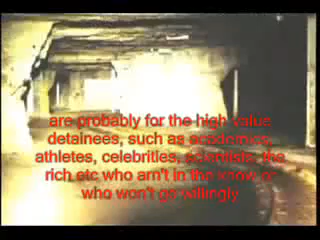 are probably for the high value
detainees, such as academics,
athletes, celebrities, scientists, the
rich etc who arn't in the know or
who won't go willingly